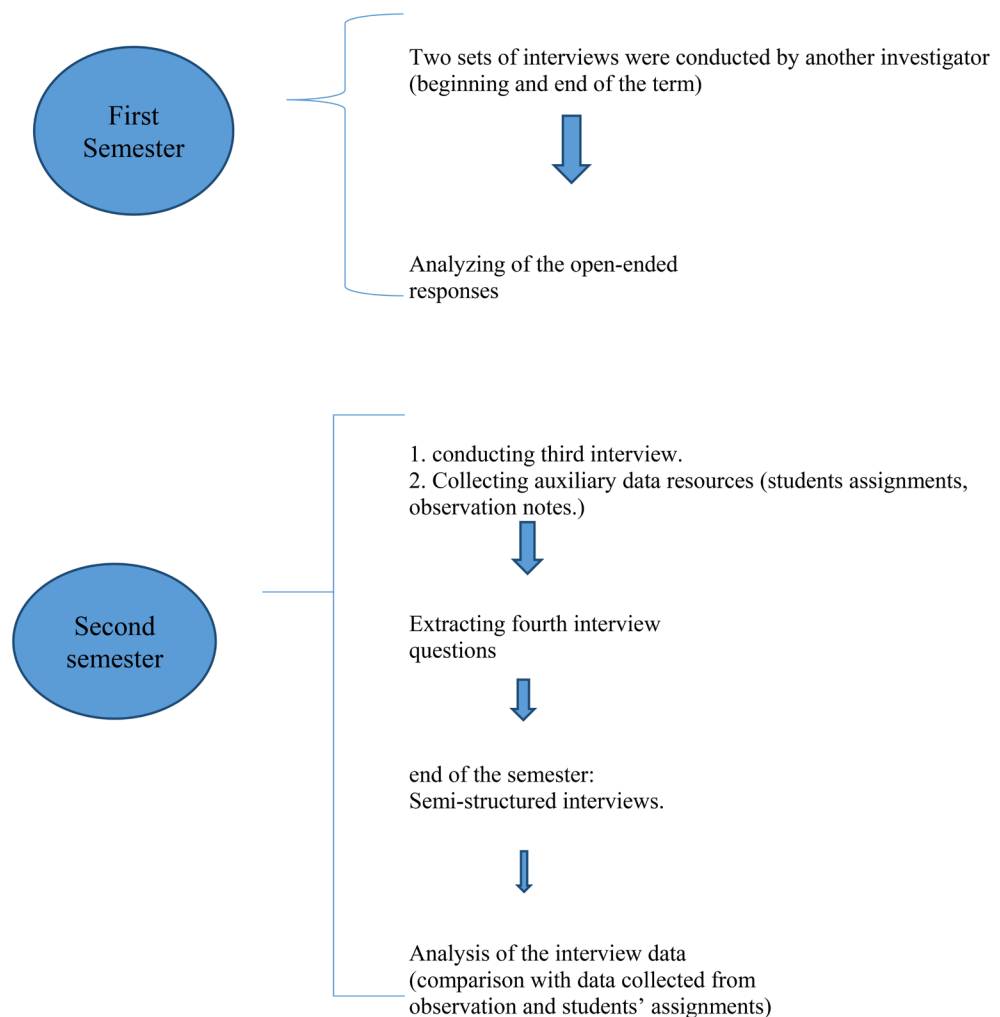 First
Semester
Two sets of interviews were conducted by another investigator
(beginning and end of the term)
Analyzing of the open-ended
responses
Second
semester
1. conducting third interview.
2. Collecting auxiliary data resources (students assignments,
observation notes.)
Extracting fourth interview
questions
end of the semester:
Semi-structured interviews.
Analysis of the interview data
(comparison with data collected from
observation and students’ assignments)